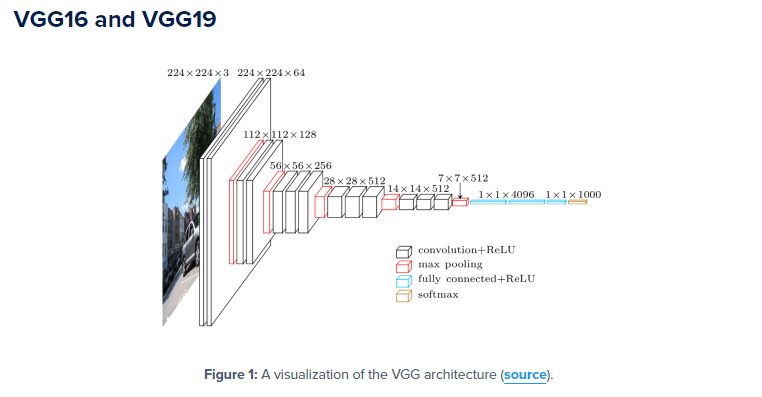 VGG16 and VGG19
224×224×3 224×224×64
112×112×128
56×56×256
28×28×512
14×14×512
7×7×512
1×1×4096 1×1×1000
convolution+ReLU
max pooling
fully connected+ReLU
softmax
Figure 1: A visualization of the VGG architecture (source).